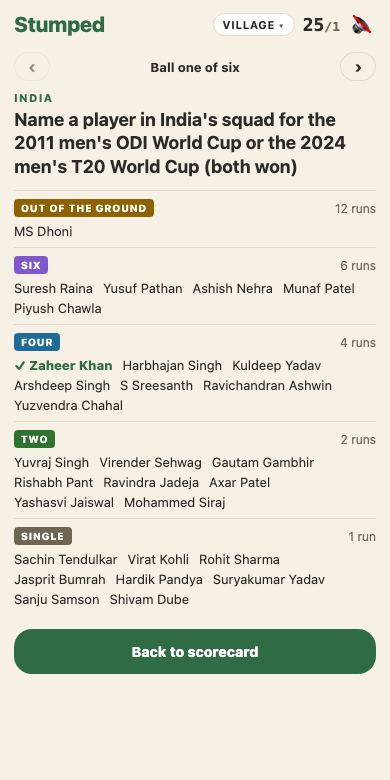 Stumped
VILLAGE ▾
25/1
‹
Ball one of six
›
INDIA
Name a player in India's squad for the
2011 men's ODI World Cup or the 2024
men's T20 World Cup (both won)
OUT OF THE GROUND 12 runs
MS Dhoni
SIX 6 runs
Suresh Raina Yusuf Pathan Ashish Nehra Munaf Patel
Piyush Chawla
FOUR 4 runs
✓ Zaheer Khan Harbhajan Singh Kuldeep Yadav
Arshdeep Singh S Sreesanth Ravichandran Ashwin
Yuzvendra Chahal
TWO 2 runs
Yuvraj Singh Virender Sehwag Gautam Gambhir
Rishabh Pant Ravindra Jadeja Axar Patel
Yashasvi Jaiswal Mohammed Siraj
SINGLE 1 run
Sachin Tendulkar Virat Kohli Rohit Sharma
Jasprit Bumrah Hardik Pandya Suryakumar Yadav
Sanju Samson Shivam Dube
Back to scorecard